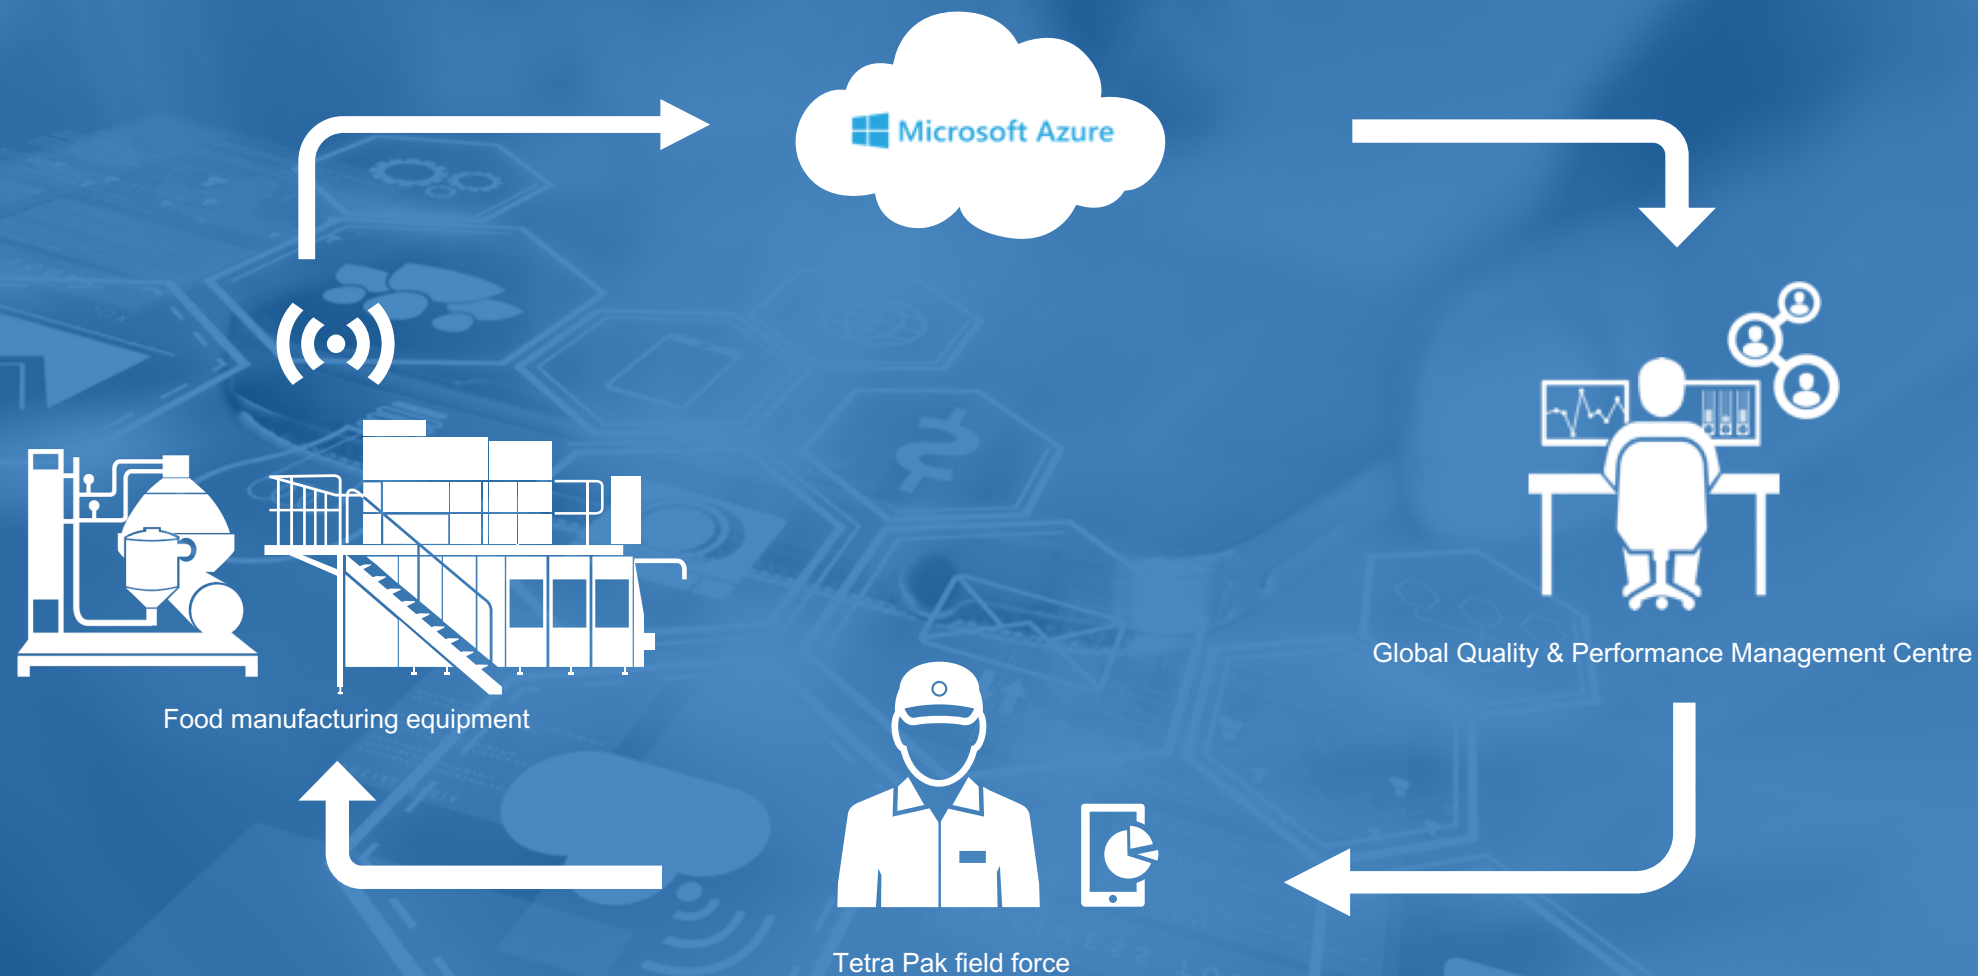 Microsoft Azure
Global Quality & Performance Management Centre
Food manufacturing equipment
Tetra Pak field force